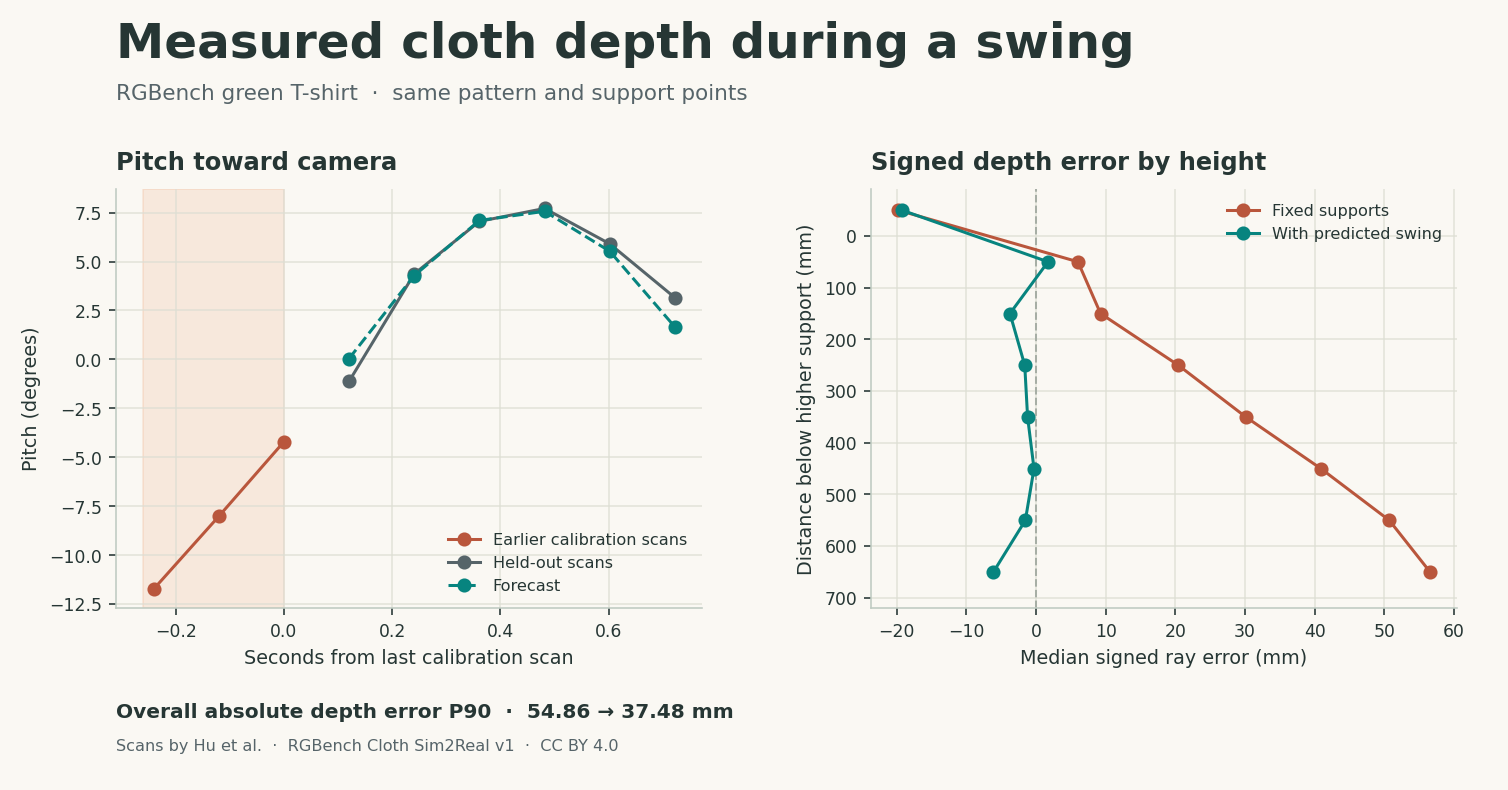 Measured cloth depth during a swing
RGBench green T-shirt · same pattern and support points
Pitch toward camera
Pitch (degrees)
7.5
5.0
2.5
0.0
−2.5
−5.0
−7.5
−10.0
−12.5
Earlier calibration scans
Held-out scans
Forecast
−0.2
0.0
0.2
0.4
0.6
Seconds from last calibration scan
Signed depth error by height
Distance below higher support (mm)
0
100
200
300
400
500
600
700
Fixed supports
With predicted swing
−20
−10
0
10
20
30
40
50
60
Median signed ray error (mm)
Overall absolute depth error P90 · 54.86 → 37.48 mm
Scans by Hu et al. · RGBench Cloth Sim2Real v1 · CC BY 4.0